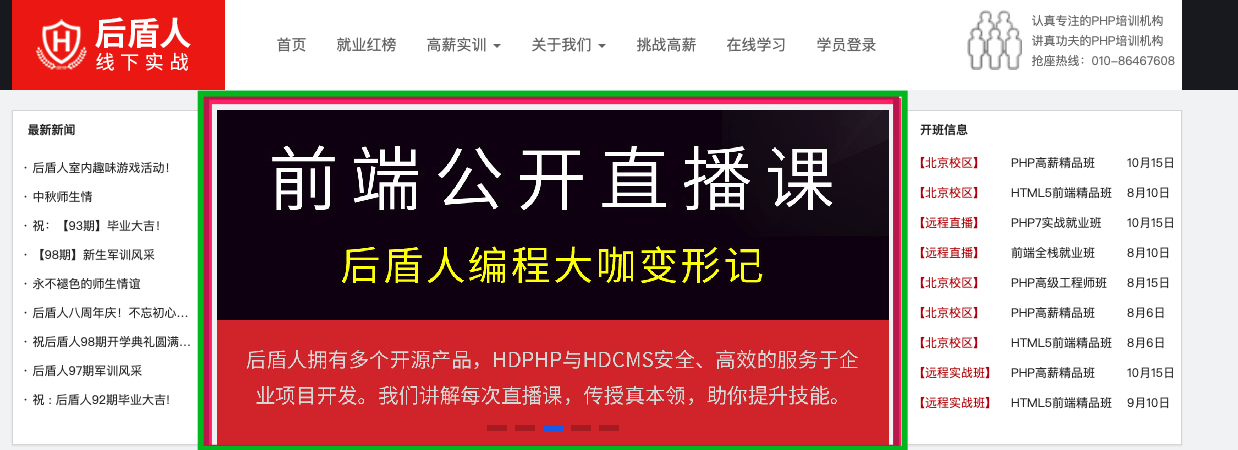 后盾人
线下实战
首页 就业红榜 高薪实训 关于我们 挑战高薪 在线学习 学员登录
认真专注的PHP培训机构
讲真功夫的PHP培训机构
抢座热线：010-86467608
最新新闻
· 后盾人室内趣味游戏活动!
· 中秋师生情
· 祝：【93期】毕业大吉!
· 【98期】新生军训风采
· 永不褪色的师生情谊
· 后盾人八周年庆！不忘初心...
· 祝后盾人98期开学典礼圆满...
· 后盾人97期军训风采
· 祝 : 后盾人92期毕业大吉!
前端公开直播课
后盾人编程大咖变形记
后盾人拥有多个开源产品，HDPHP与HDCMS安全、高效的服务于企
业项目开发。我们讲解每次直播课，传授真本领，助你提升技能。
开班信息
【北京校区】 PHP高薪精品班 10月15日
【北京校区】 HTML5前端精品班 8月10日
【远程直播】 PHP7实战就业班 10月15日
【远程直播】 前端全栈就业班 8月10日
【北京校区】 PHP高级工程师班 8月15日
【北京校区】 PHP高薪精品班 8月6日
【北京校区】 HTML5前端精品班 8月6日
【远程实战班】 PHP高薪精品班 10月15日
【远程实战班】 HTML5前端精品班 9月10日